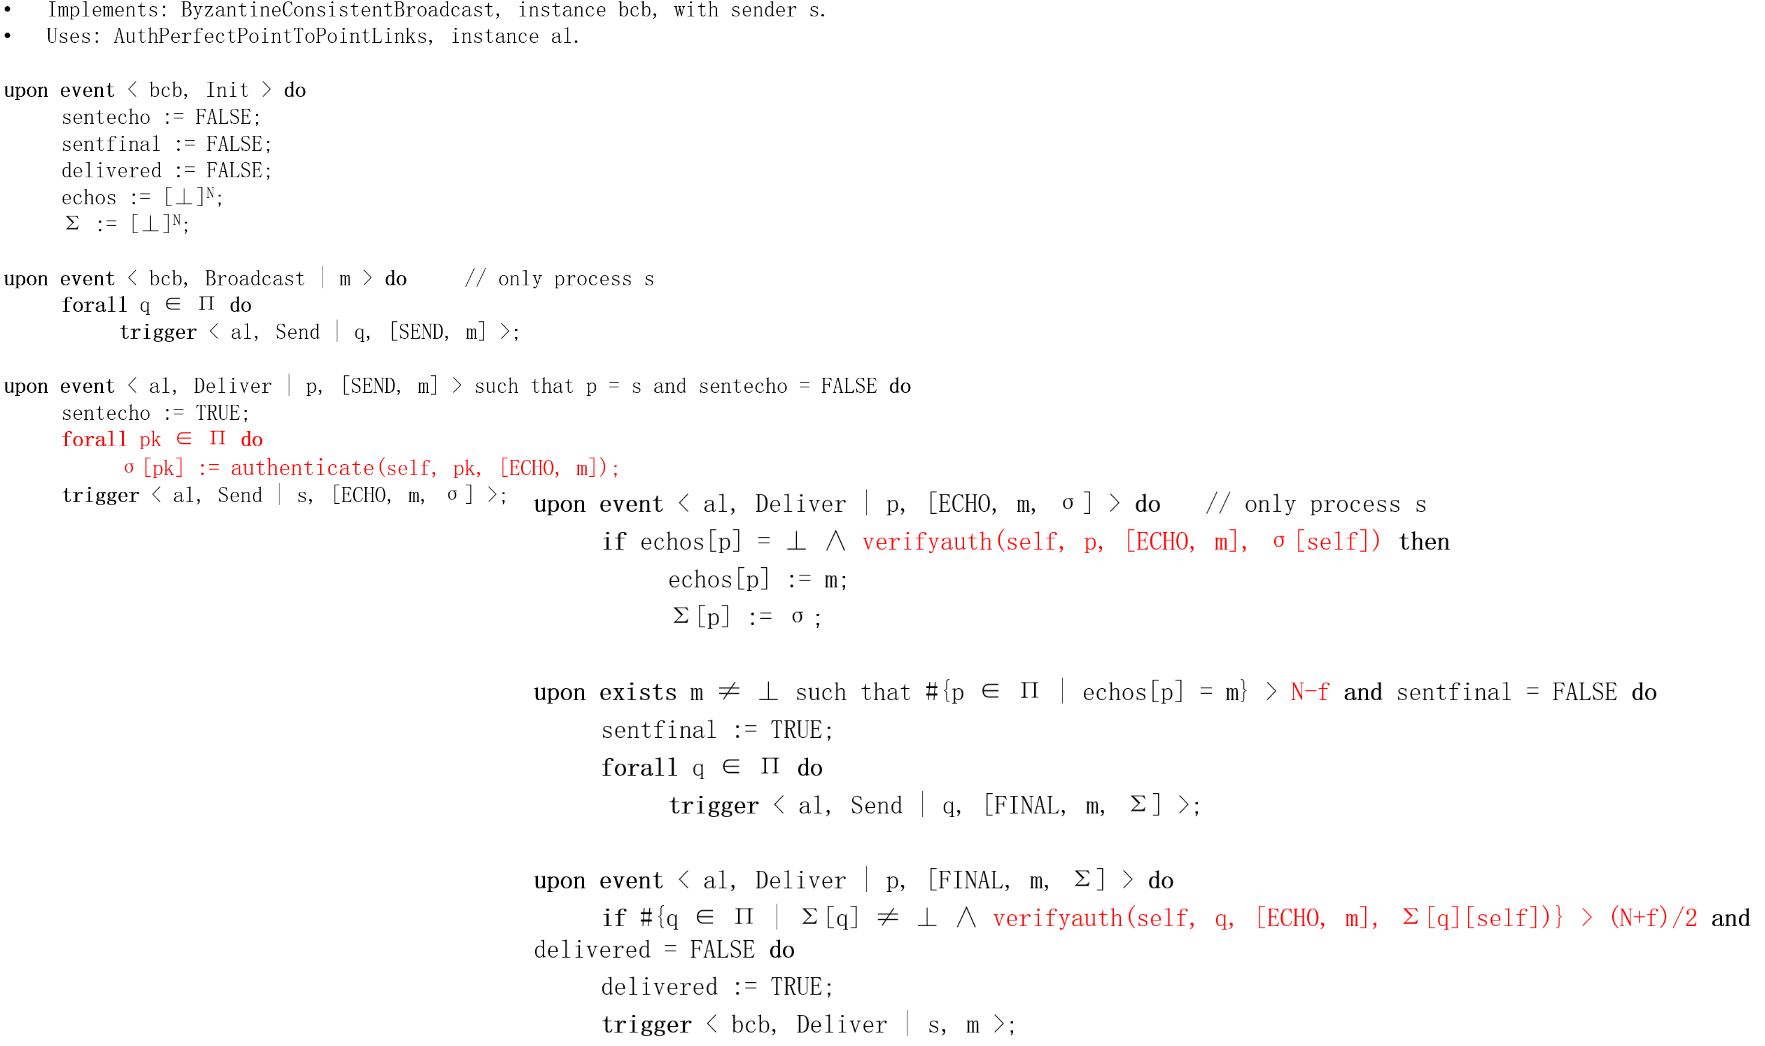 • Implements: ByzantineConsistentBroadcast, instance bcb, with sender s.
• Uses: AuthPerfectPointToPointLinks, instance al.
upon event < bcb, Init > do
sentecho := FALSE;
sentfinal := FALSE;
delivered := FALSE;
echos := [⊥]ᴺ;
Σ := [⊥]ᴺ;
upon event < bcb, Broadcast | m > do // only process s
forall q ∈ Π do
trigger < al, Send | q, [SEND, m] >;
upon event < al, Deliver | p, [SEND, m] > such that p = s and sentecho = FALSE do
sentecho := TRUE;
forall pk ∈ Π do
σ[pk] := authenticate(self, pk, [ECHO, m]);
trigger < al, Send | s, [ECHO, m, σ] >;
upon event < al, Deliver | p, [ECHO, m, σ] > do // only process s
if echos[p] = ⊥ ∧ verifyauth(self, p, [ECHO, m], σ[self]) then
echos[p] := m;
Σ[p] := σ;
upon exists m ≠ ⊥ such that #{p ∈ Π | echos[p] = m} > N-f and sentfinal = FALSE do
sentfinal := TRUE;
forall q ∈ Π do
trigger < al, Send | q, [FINAL, m, Σ] >;
upon event < al, Deliver | p, [FINAL, m, Σ] > do
if #{q ∈ Π | Σ[q] ≠ ⊥ ∧ verifyauth(self, q, [ECHO, m], Σ[q][self])} > (N+f)/2 and
delivered = FALSE do
delivered := TRUE;
trigger < bcb, Deliver | s, m >;